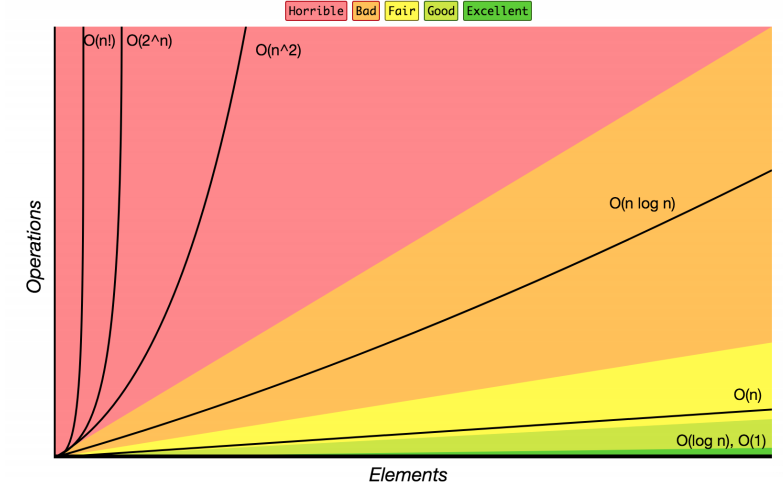 Horrible Bad Fair Good Excellent
O(n!) O(2^n) O(n^2)
O(n log n)
Operations
O(n)
O(log n), O(1)
Elements